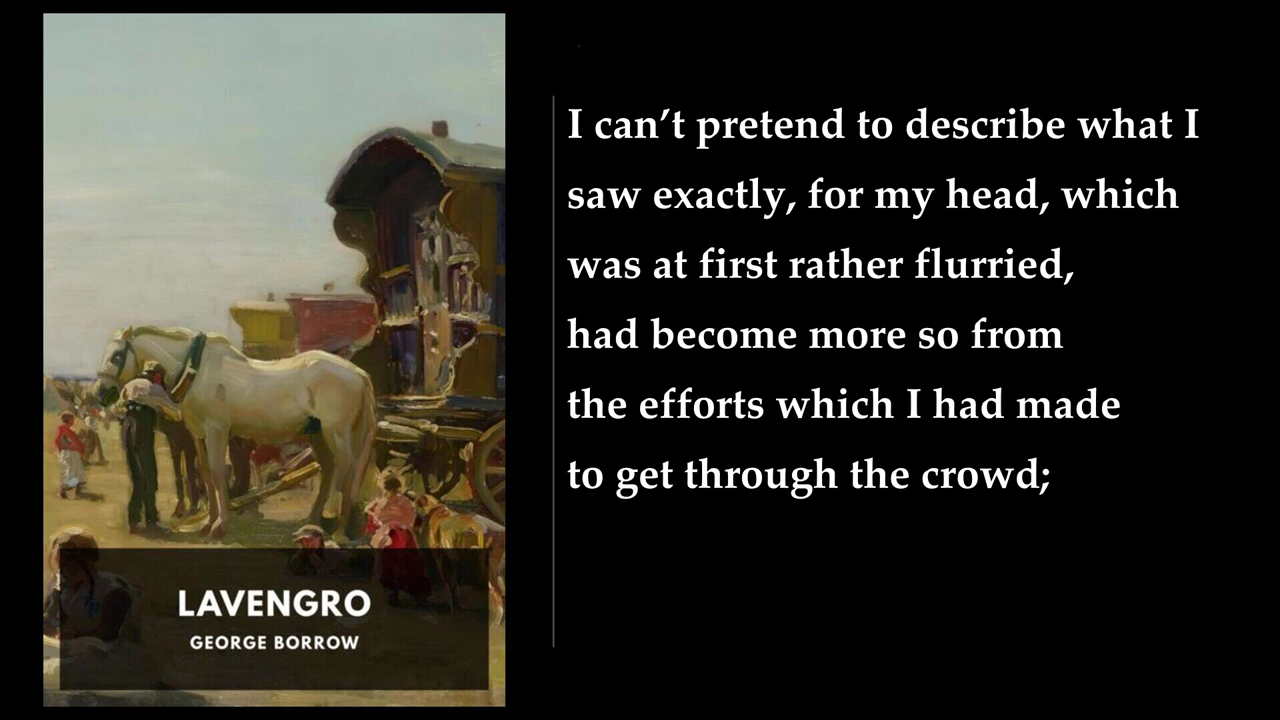 LAVENGRO
GEORGE BORROW
I can’t pretend to describe what I
saw exactly, for my head, which
was at first rather flurried,
had become more so from
the efforts which I had made
to get through the crowd;